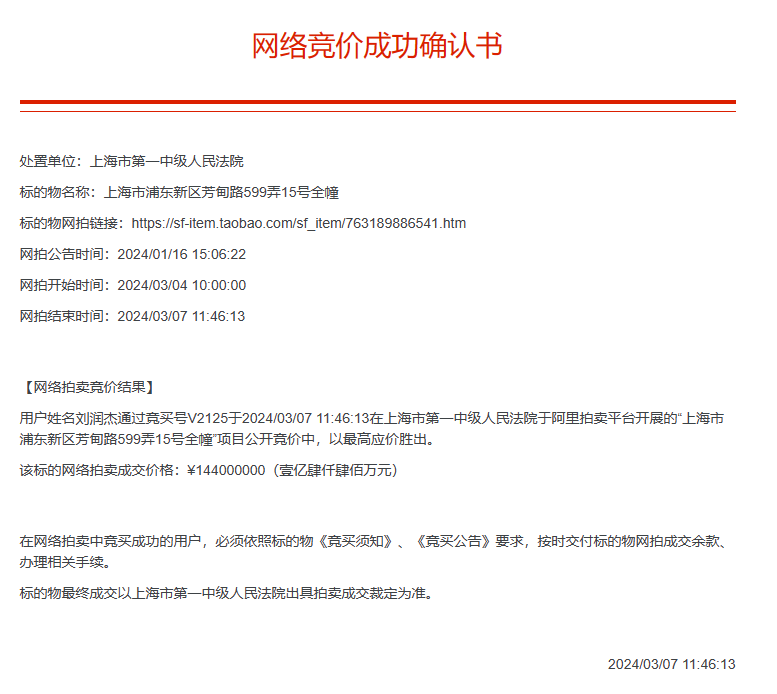 网络竞价成功确认书
处置单位：上海市第一中级人民法院
标的物名称：上海市浦东新区芳甸路599弄15号全幢
标的物网拍链接：https://sf-item.taobao.com/sf_item/763189886541.htm
网拍公告时间：2024/01/16 15:06:22
网拍开始时间：2024/03/04 10:00:00
网拍结束时间：2024/03/07 11:46:13
【网络拍卖竞价结果】
用户姓名刘润杰通过竞买号V2125于2024/03/07 11:46:13在上海市第一中级人民法院于阿里拍卖平台开展的“上海市
浦东新区芳甸路599弄15号全幢”项目公开竞价中，以最高应价胜出。
该标的网络拍卖成交价格：¥144000000（壹亿肆仟肆佰万元）
在网络拍卖中竞买成功的用户，必须依照标的物《竞买须知》、《竞买公告》要求，按时交付标的物网拍成交余款、
办理相关手续。
标的物最终成交以上海市第一中级人民法院出具拍卖成交裁定为准。
2024/03/07 11:46:13